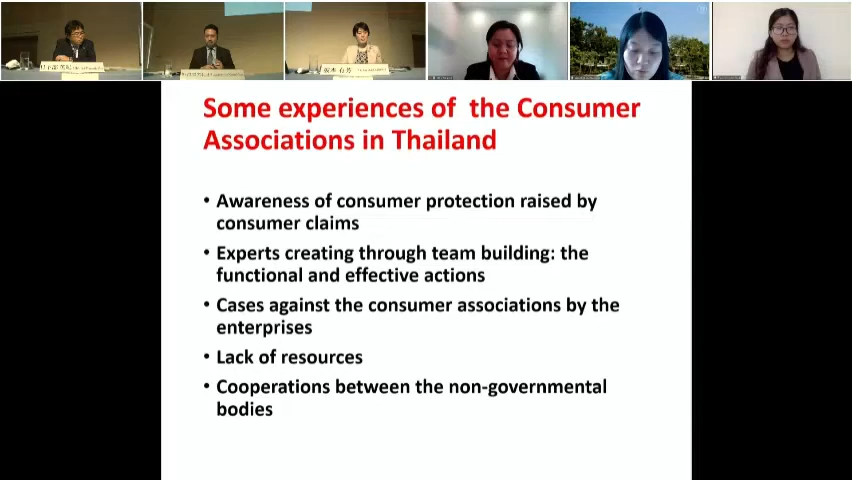 Some experiences of  the Consumer
Associations in Thailand
• Awareness of consumer protection raised by
consumer claims
• Experts creating through team building: the
functional and effective actions
• Cases against the consumer associations by the
enterprises
• Lack of resources
• Cooperations between the non-governmental
bodies